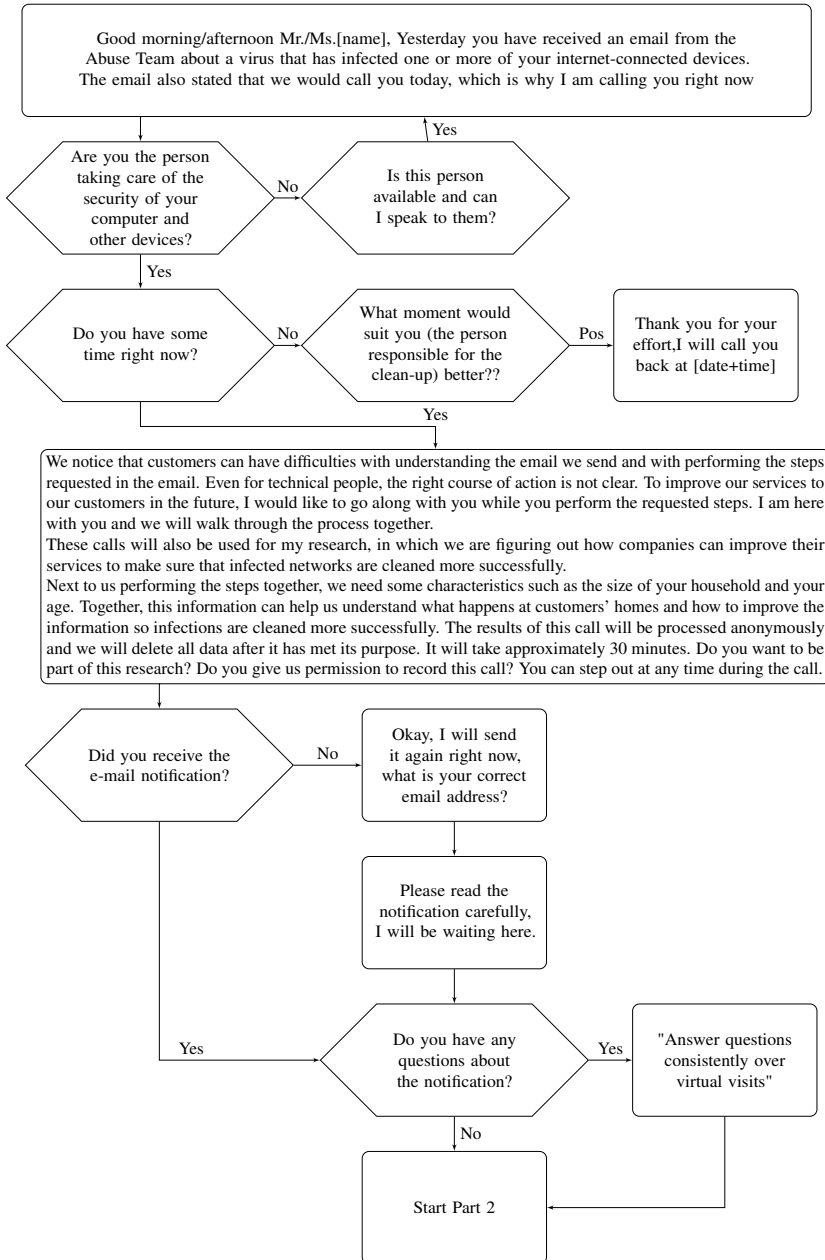 Good morning/afternoon Mr./Ms.[name], Yesterday you have received an email from the
Abuse Team about a virus that has infected one or more of your internet-connected devices.
The email also stated that we would call you today, which is why I am calling you right now
Yes
Are you the person
taking care of the
security of your
computer and
other devices?
No
Is this person
available and can
I speak to them?
Yes
Do you have some
time right now?
No
What moment would
suit you (the person
responsible for the
clean-up) better??
Pos
Thank you for your
effort,I will call you
back at [date+time]
Yes
We notice that customers can have difficulties with understanding the email we send and with performing the steps
requested in the email. Even for technical people, the right course of action is not clear. To improve our services to
our customers in the future, I would like to go along with you while you perform the requested steps. I am here
with you and we will walk through the process together.
These calls will also be used for my research, in which we are figuring out how companies can improve their
services to make sure that infected networks are cleaned more successfully.
Next to us performing the steps together, we need some characteristics such as the size of your household and your
age. Together, this information can help us understand what happens at customers' homes and how to improve the
information so infections are cleaned more successfully. The results of this call will be processed anonymously
and we will delete all data after it has met its purpose. It will take approximately 30 minutes. Do you want to be
part of this research? Do you give us permission to record this call? You can step out at any time during the call.
Did you receive the
e-mail notification?
No
Okay, I will send
it again right now,
what is your correct
email address?
Please read the
notification carefully,
I will be waiting here.
Yes
Do you have any
questions about
the notification?
Yes
"Answer questions
consistently over
virtual visits"
No
Start Part 2